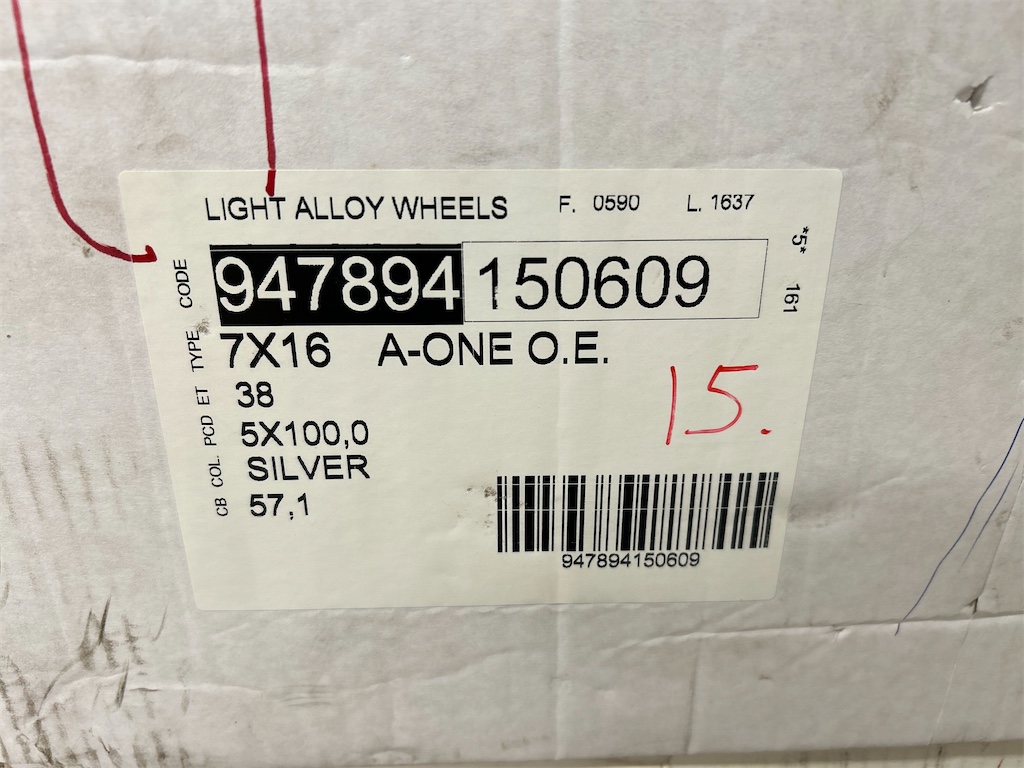 LIGHT ALLOY WHEELS F. 0590 L. 1637
*5* 161
CODE 947894 150609
TYPE 7X16 A-ONE O.E.
ET 38
PCD 5X100,0
COL. SILVER
CB 57,1
15.
947894150609